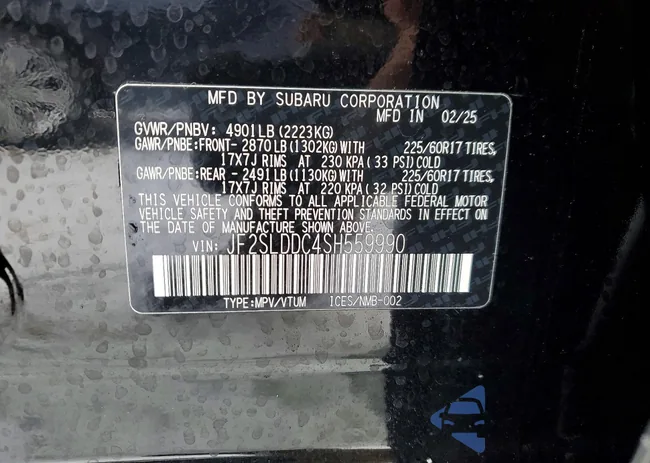 MFD BY SUBARU CORPORATION
MFD IN 02/25
GVWR/PNBV: 4901LB (2223KG)
GAWR/PNBE:FRONT- 2870 LB (1302KG) WITH 225/60R17 TIRES,
17X7J RIMS AT 230 KPA (33 PSI) COLD
GAWR/PNBE:REAR - 2491 LB (1130KG) WITH 225/60R17 TIRES,
17X7J RIMS AT 220 KPA (32 PSI) COLD
THIS VEHICLE CONFORMS TO ALL APPLICABLE FEDERAL MOTOR
VEHICLE SAFETY AND THEFT PREVENTION STANDARDS IN EFFECT ON
THE DATE OF MANUFACTURE SHOWN ABOVE.
VIN: JF2SLDDC4SH559990
TYPE:MPV/VTUM ICES/NMB-002